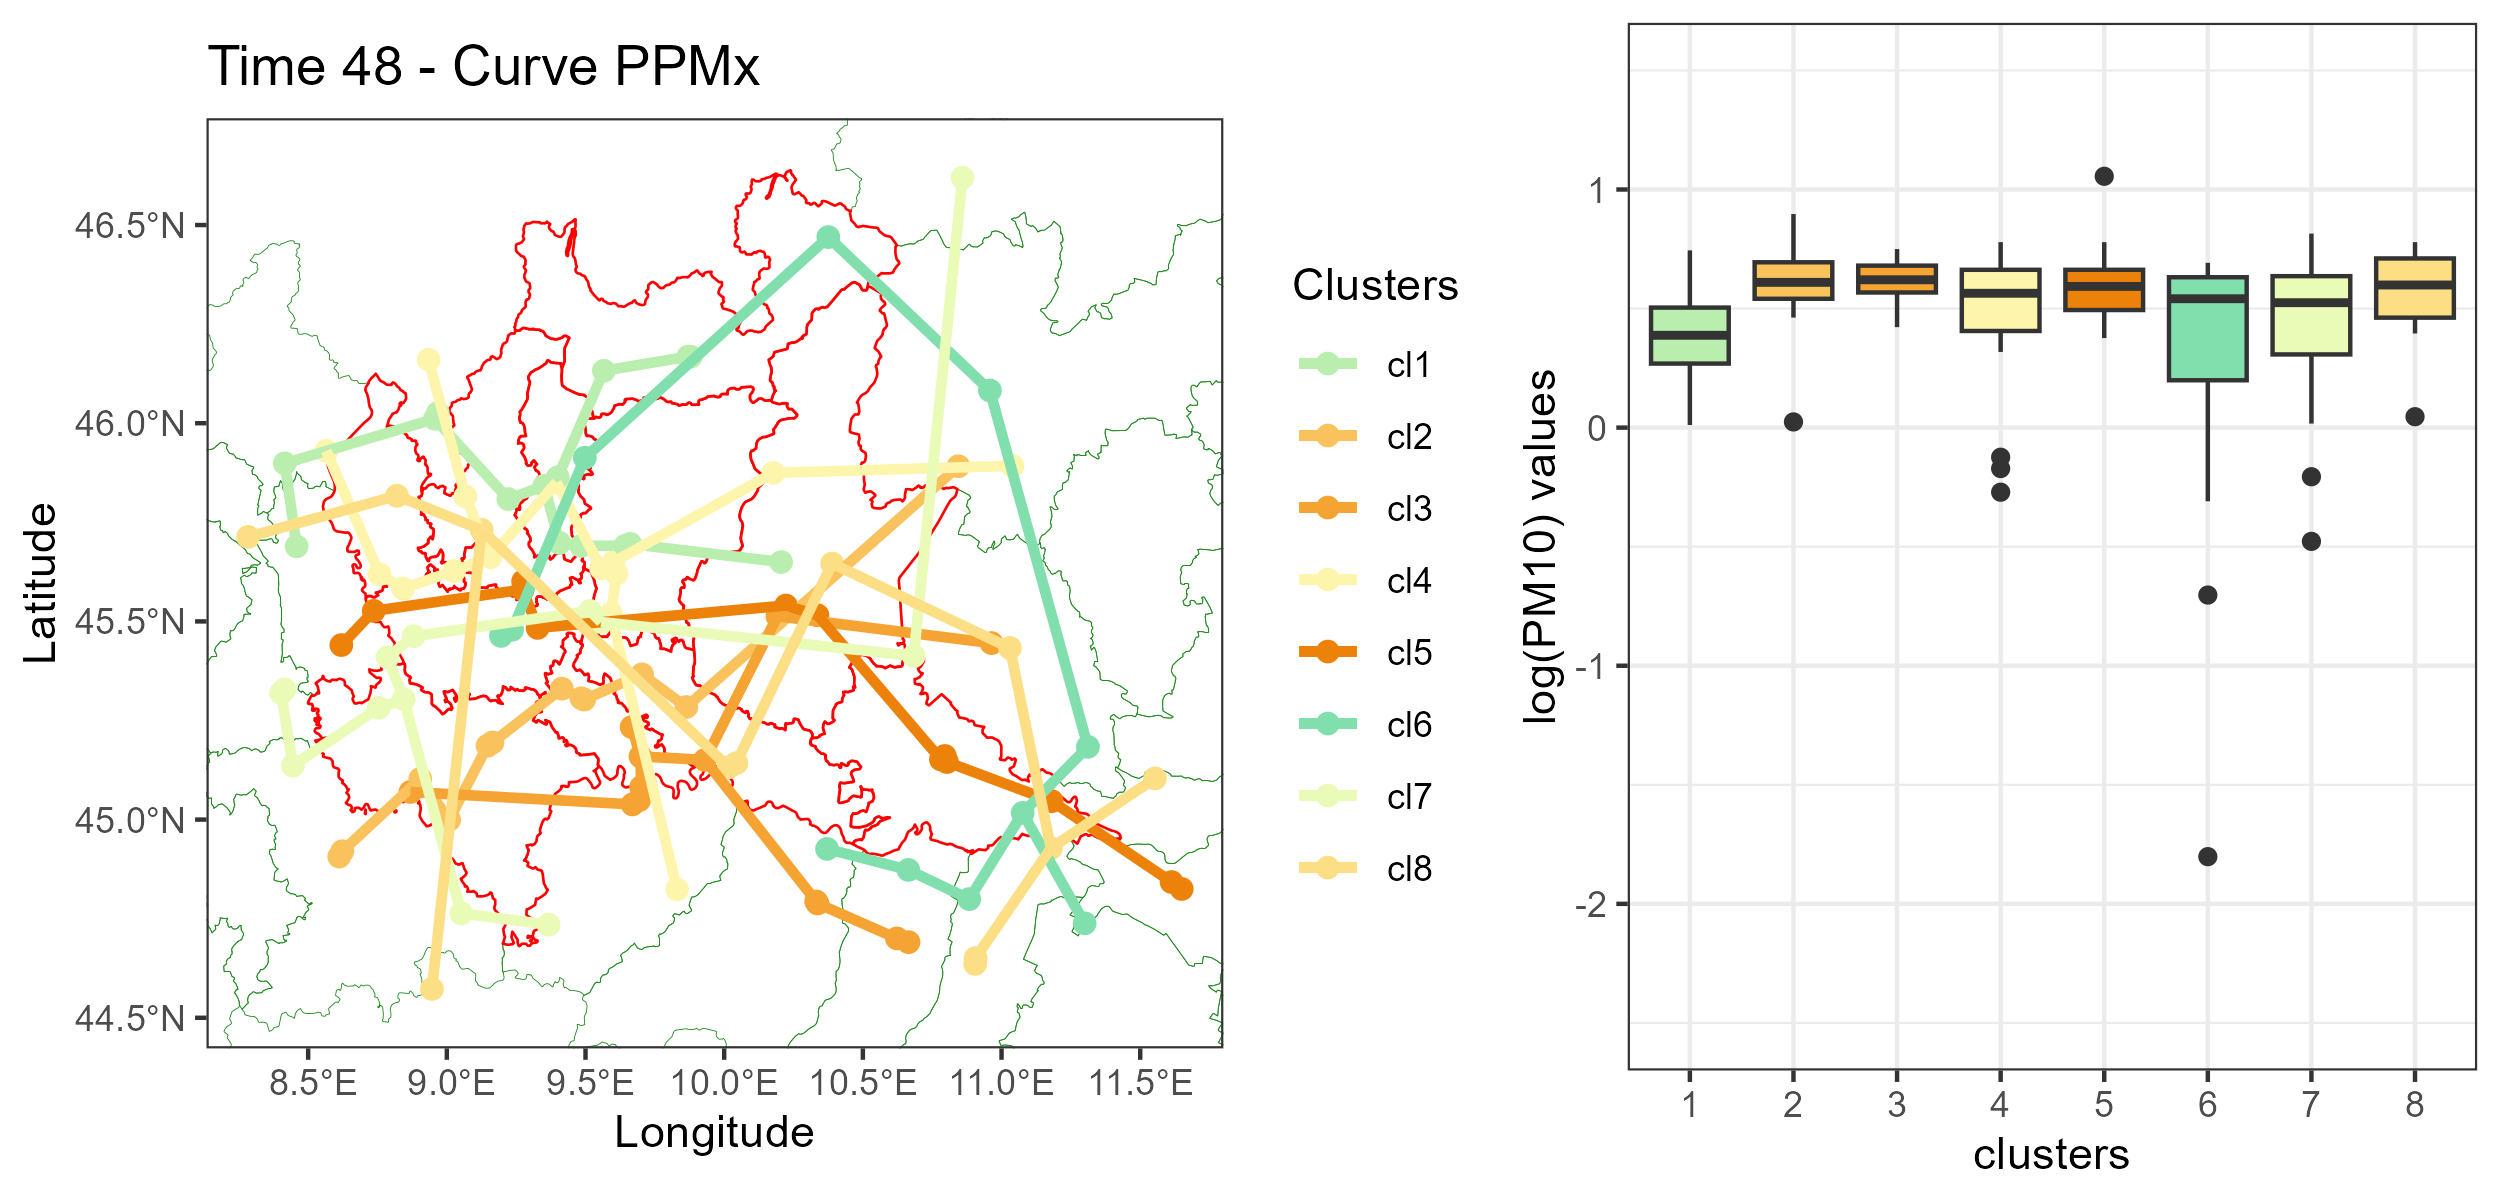 Time 48 - Curve PPMx
46.5°N
46.0°N
45.5°N
45.0°N
44.5°N
Latitude
8.5°E 9.0°E 9.5°E 10.0°E 10.5°E 11.0°E 11.5°E
Longitude
Clusters
cl1
cl2
cl3
cl4
cl5
cl6
cl7
cl8
log(PM10) values
1
0
-1
-2
1 2 3 4 5 6 7 8
clusters